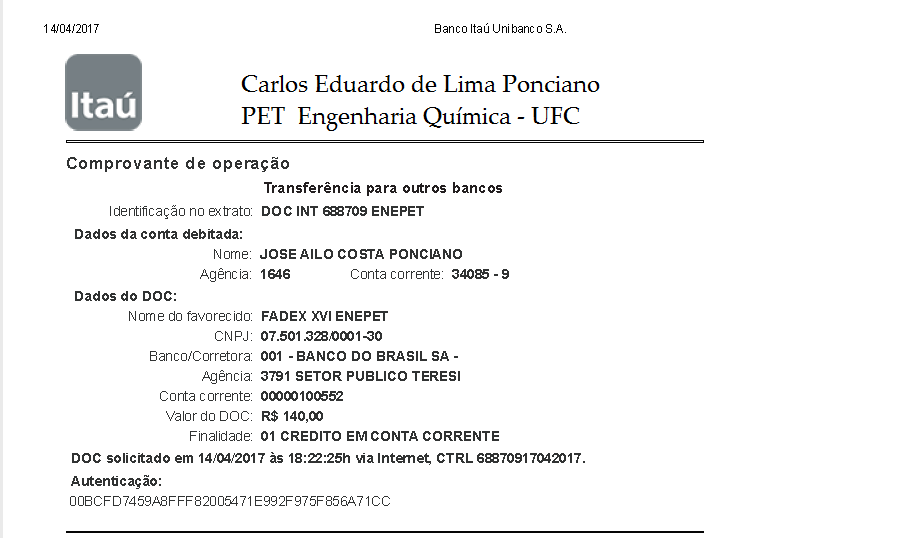 14/04/2017 Banco Itaú Unibanco S.A.
Itaú
Carlos Eduardo de Lima Ponciano
PET Engenharia Química - UFC
Comprovante de operação
Transferência para outros bancos
Identificação no extrato: DOC INT 688709 ENEPET
Dados da conta debitada:
Nome: JOSE AILO COSTA PONCIANO
Agência: 1646 Conta corrente: 34085 - 9
Dados do DOC:
Nome do favorecido: FADEX XVI ENEPET
CNPJ: 07.501.328/0001-30
Banco/Corretora: 001 - BANCO DO BRASIL SA -
Agência: 3791 SETOR PUBLICO TERESI
Conta corrente: 00000100552
Valor do DOC: R$ 140,00
Finalidade: 01 CREDITO EM CONTA CORRENTE
DOC solicitado em 14/04/2017 às 18:22:25h via Internet, CTRL 68870917042017.
Autenticação:
00BCFD7459A8FFF82005471E992F975F856A71CC